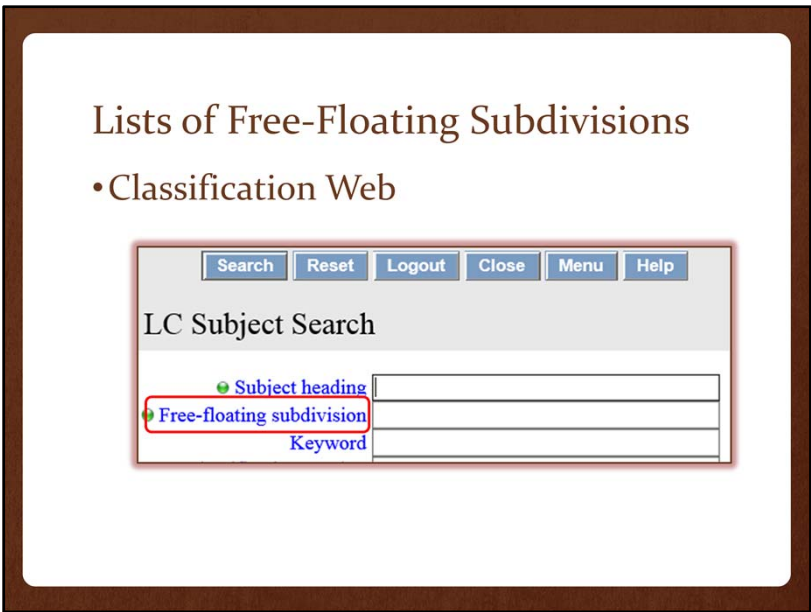 Lists of Free-Floating Subdivisions
•Classification Web
Search Reset Logout Close Menu Help
LC Subject Search
Subject heading
Free-floating subdivision
Keyword